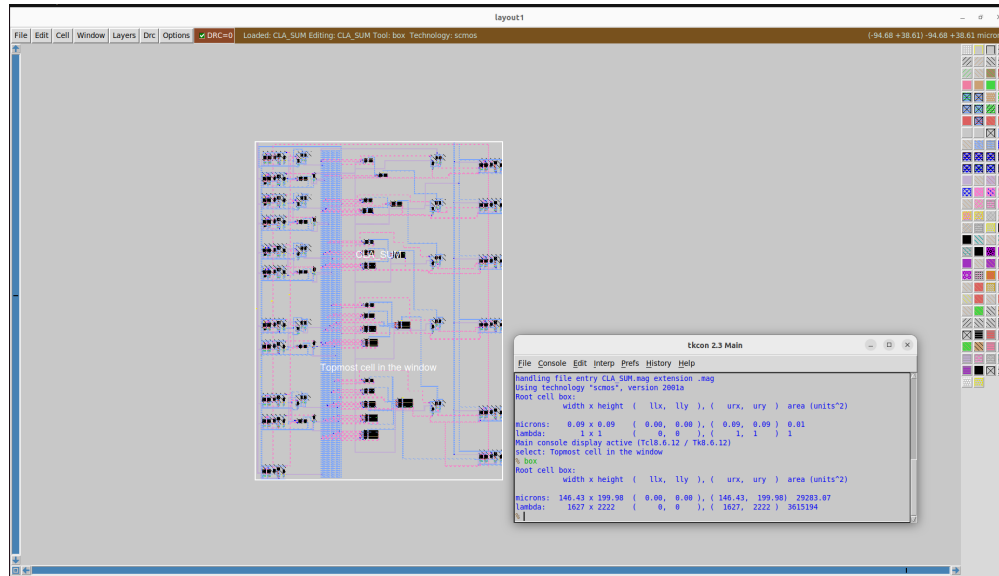 layout1
File Edit Cell Window Layers Drc Options DRC=0 Loaded: CLA_SUM Editing: CLA_SUM Tool: box Technology: scmos (-94.68 +38.61) -94.68 +38.61 micron
CLA_SUM
Topmost cell in the window
tkcon 2.3 Main
File Console Edit Interp Prefs History Help
handling file entry CLA_SUM.mag extension .mag
Using technology "scmos", version 2001a
Root cell box:
width x height ( llx, lly ), ( urx, ury ) area (units^2)
microns: 0.09 x 0.09 ( 0.00, 0.00 ), ( 0.09, 0.09 ) 0.01
lambda: 1 x 1 ( 0, 0 ), ( 1, 1 ) 1
Main console display active (Tcl8.6.12 / Tk8.6.12)
select: Topmost cell in the window
% box
Root cell box:
width x height ( llx, lly ), ( urx, ury ) area (units^2)
microns: 146.43 x 199.98 ( 0.00, 0.00 ), ( 146.43, 199.98) 29283.07
lambda: 1627 x 2222 ( 0, 0 ), ( 1627, 2222 ) 3615194
%